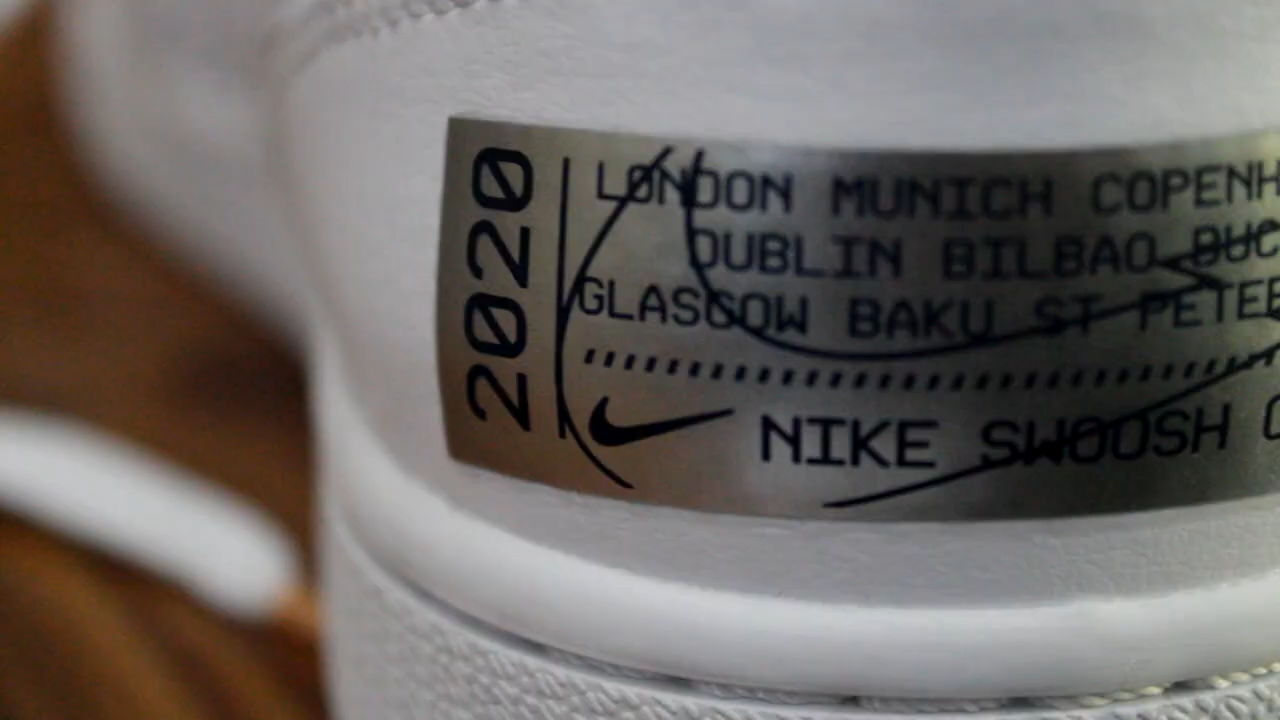 2020
LONDON MUNICH COPENH
DUBLIN BILBAO BUC
GLASGOW BAKU ST PETE
NIKE SWOOSH